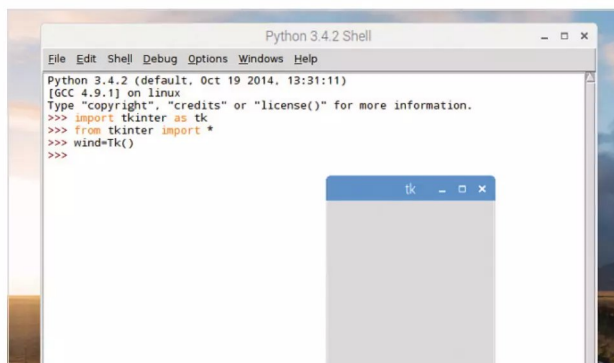 Python 3.4.2 Shell
File Edit Shell Debug Options Windows Help
Python 3.4.2 (default, Oct 19 2014, 13:31:11)
[GCC 4.9.1] on linux
Type "copyright", "credits" or "license()" for more information.
>>> import tkinter as tk
>>> from tkinter import *
>>> wind=Tk()
>>>
tk